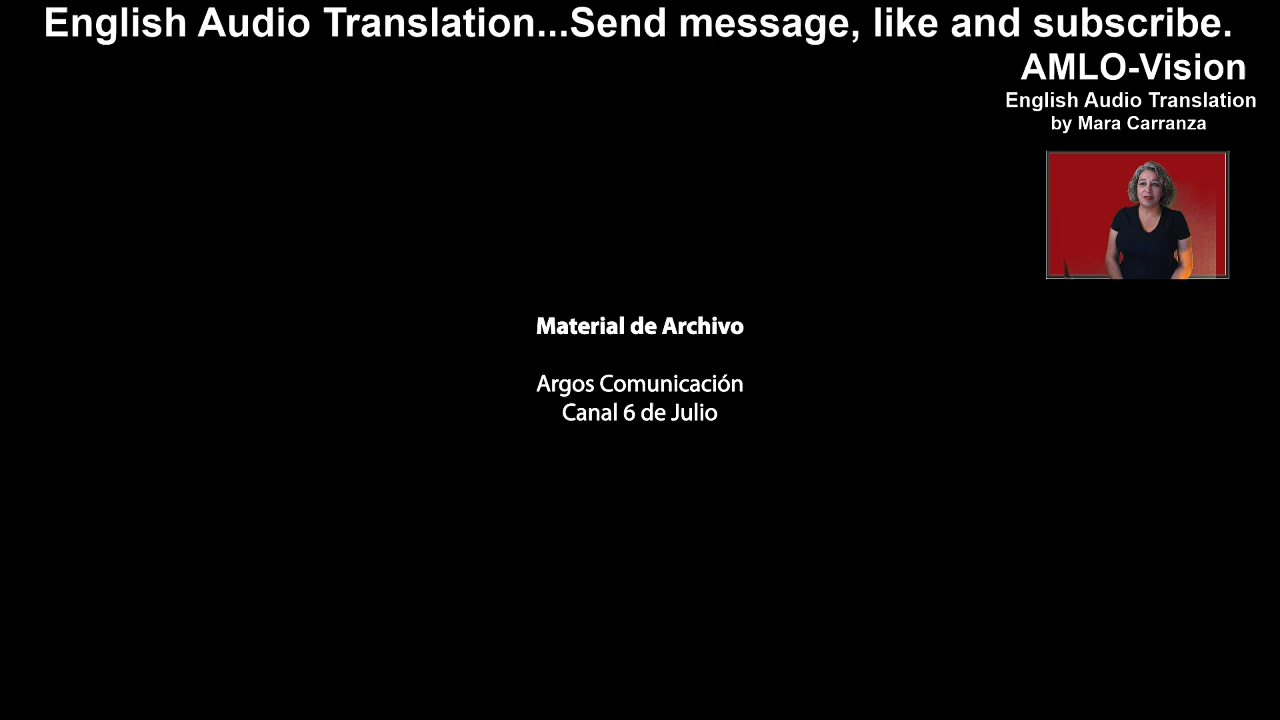 English Audio Translation...Send message, like and subscribe.
AMLO-Vision
English Audio Translation
by Mara Carranza
Material de Archivo
Argos Comunicación
Canal 6 de Julio